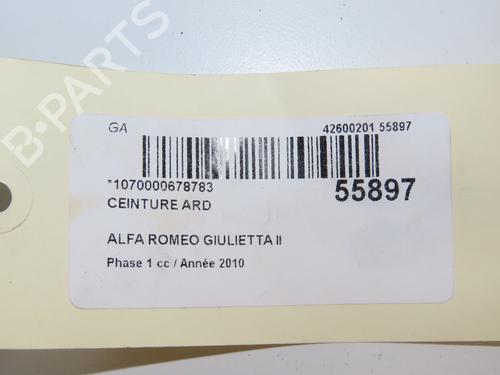 B-PARTS
GA
42600201 55897
*1070000678783
55897
CEINTURE ARD
ALFA ROMEO GIULIETTA II
Phase 1 cc / Année 2010